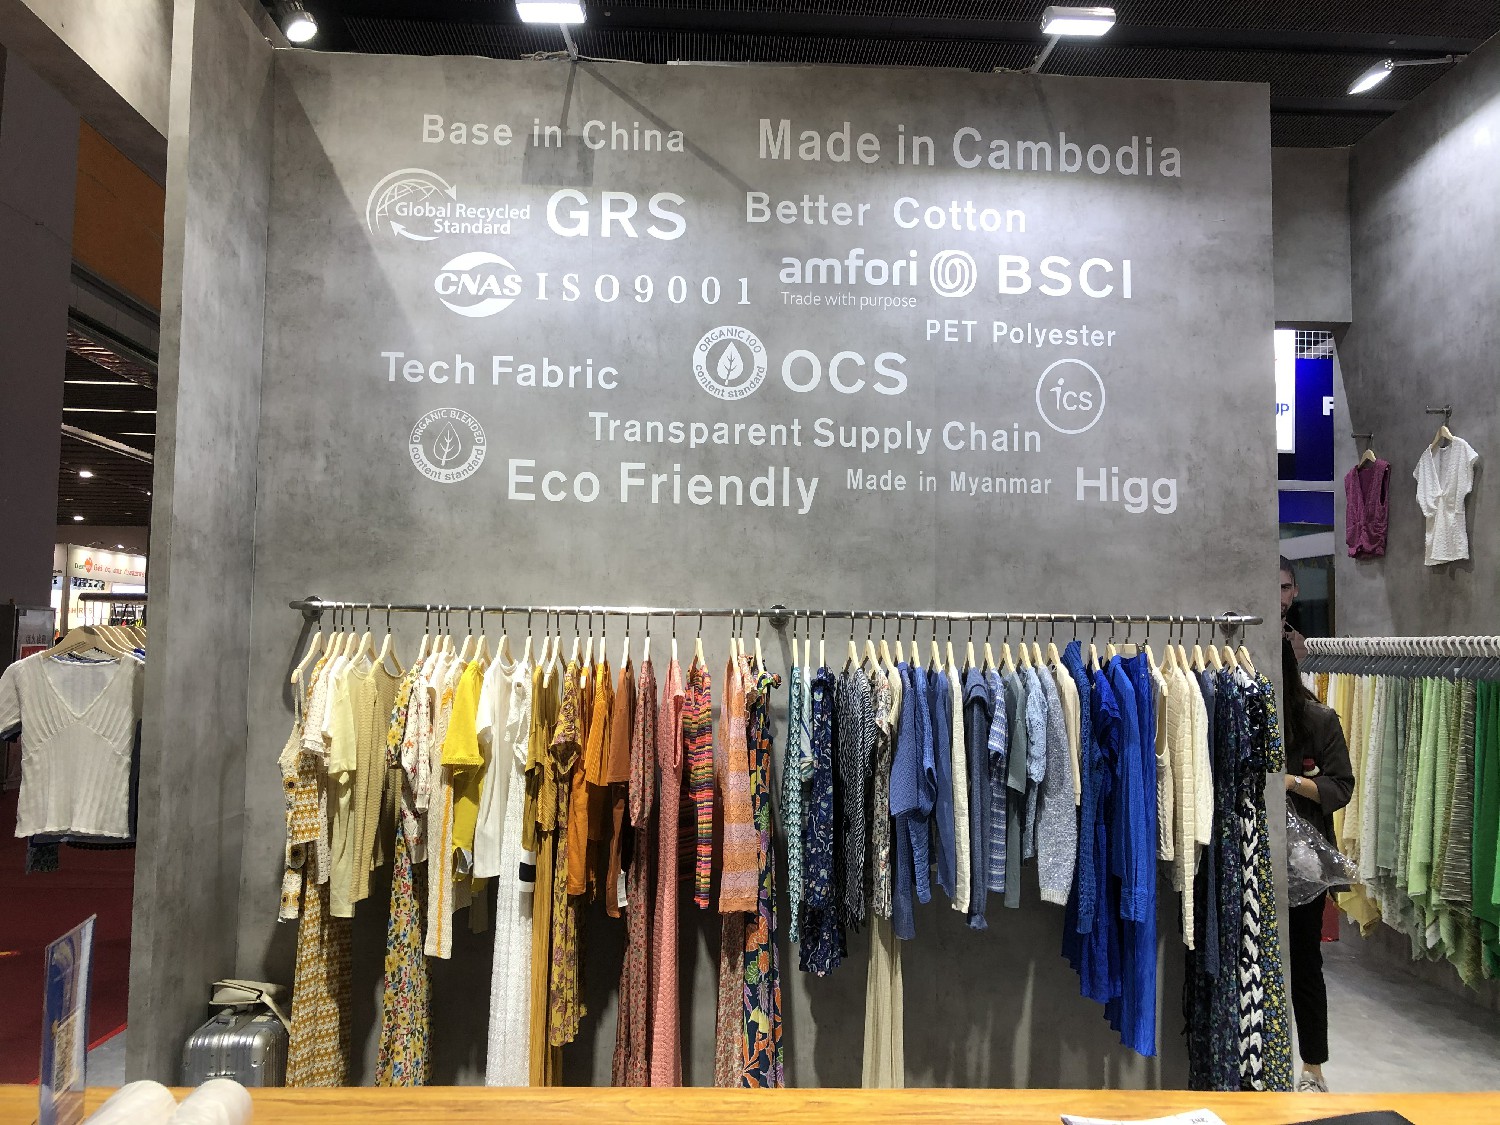 Base in China
Made in Cambodia
Global Recycled
Standard
GRS
Better Cotton
CNAS
ISO9001
amfori
Trade with purpose
BSCI
PET Polyester
Tech Fabric
ORGANIC 100
content standard
OCS
ics
ORGANIC BLENDED
content standard
Transparent Supply Chain
Eco Friendly
Made in Myanmar
Higg
UP
F